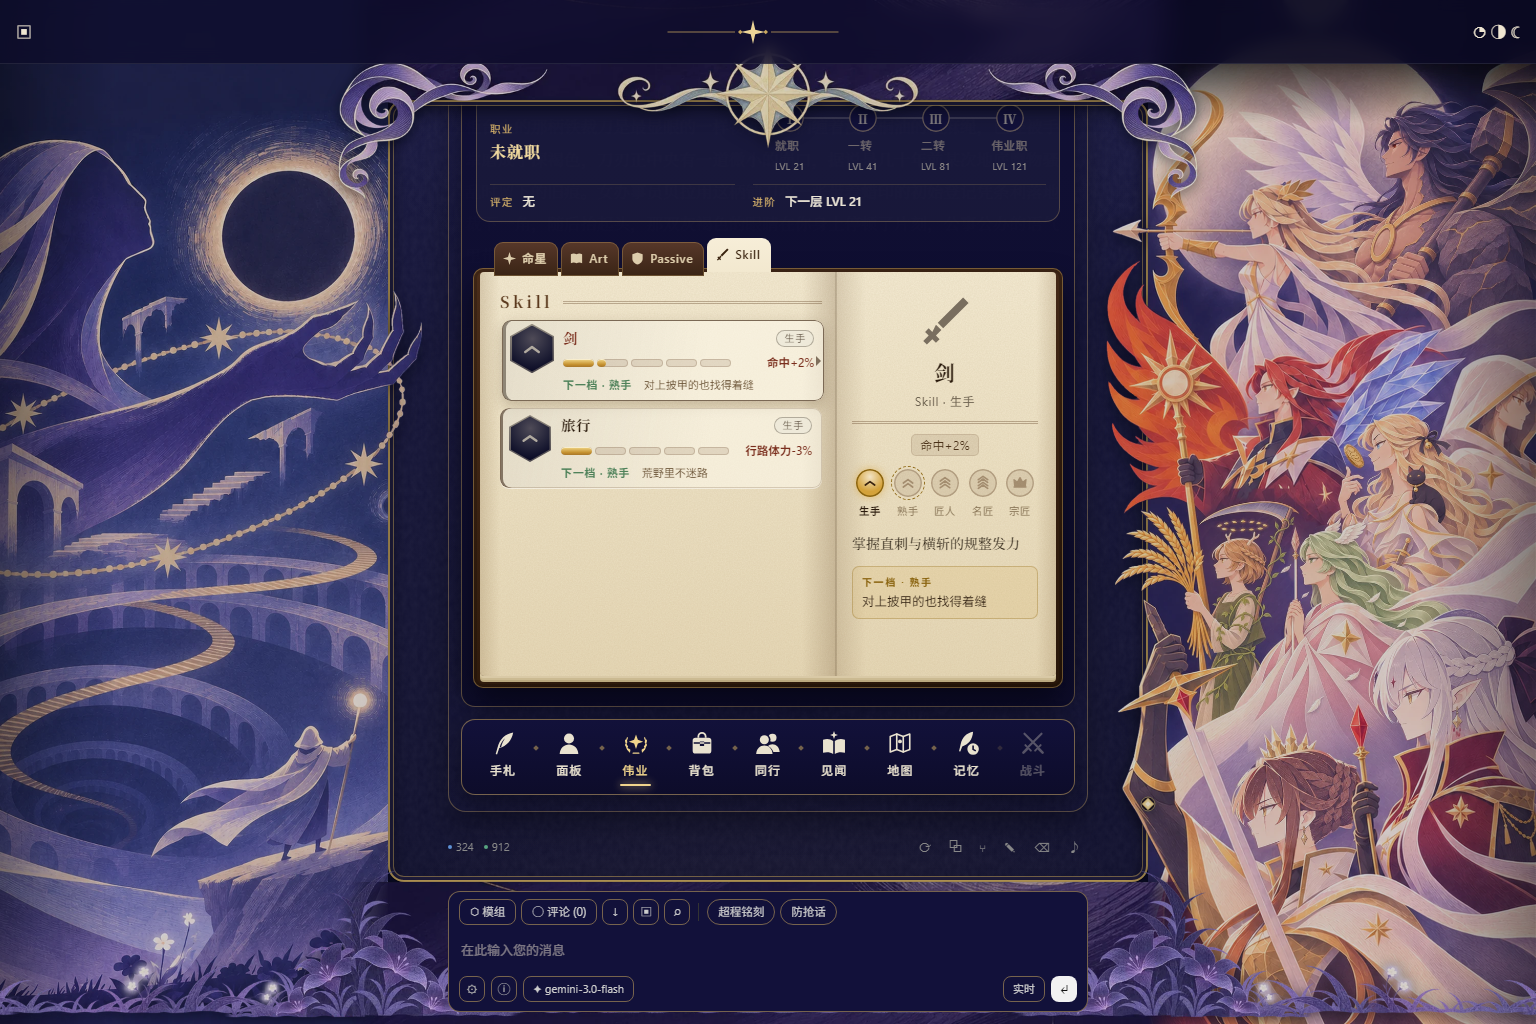 职业
未就职
II
III
IV
就职
一转
二转
伟业职
LVL 21
LVL 41
LVL 81
LVL 121
评定 无
进阶 下一层 LVL 21
命星
Art
Passive
Skill
Skill
剑
生手
命中+2%
下一档 · 熟手 对上披甲的也找得着缝
旅行
生手
行路体力-3%
下一档 · 熟手 荒野里不迷路
剑
Skill · 生手
命中+2%
生手 熟手 匠人 名匠 宗匠
掌握直刺与横斩的规整发力
下一档 · 熟手
对上披甲的也找得着缝
手札 面板 伟业 背包 同行 见闻 地图 记忆 战斗
324 912
模组 评论 (0) 超程铭刻 防抢话
在此输入您的消息
gemini-3.0-flash
实时